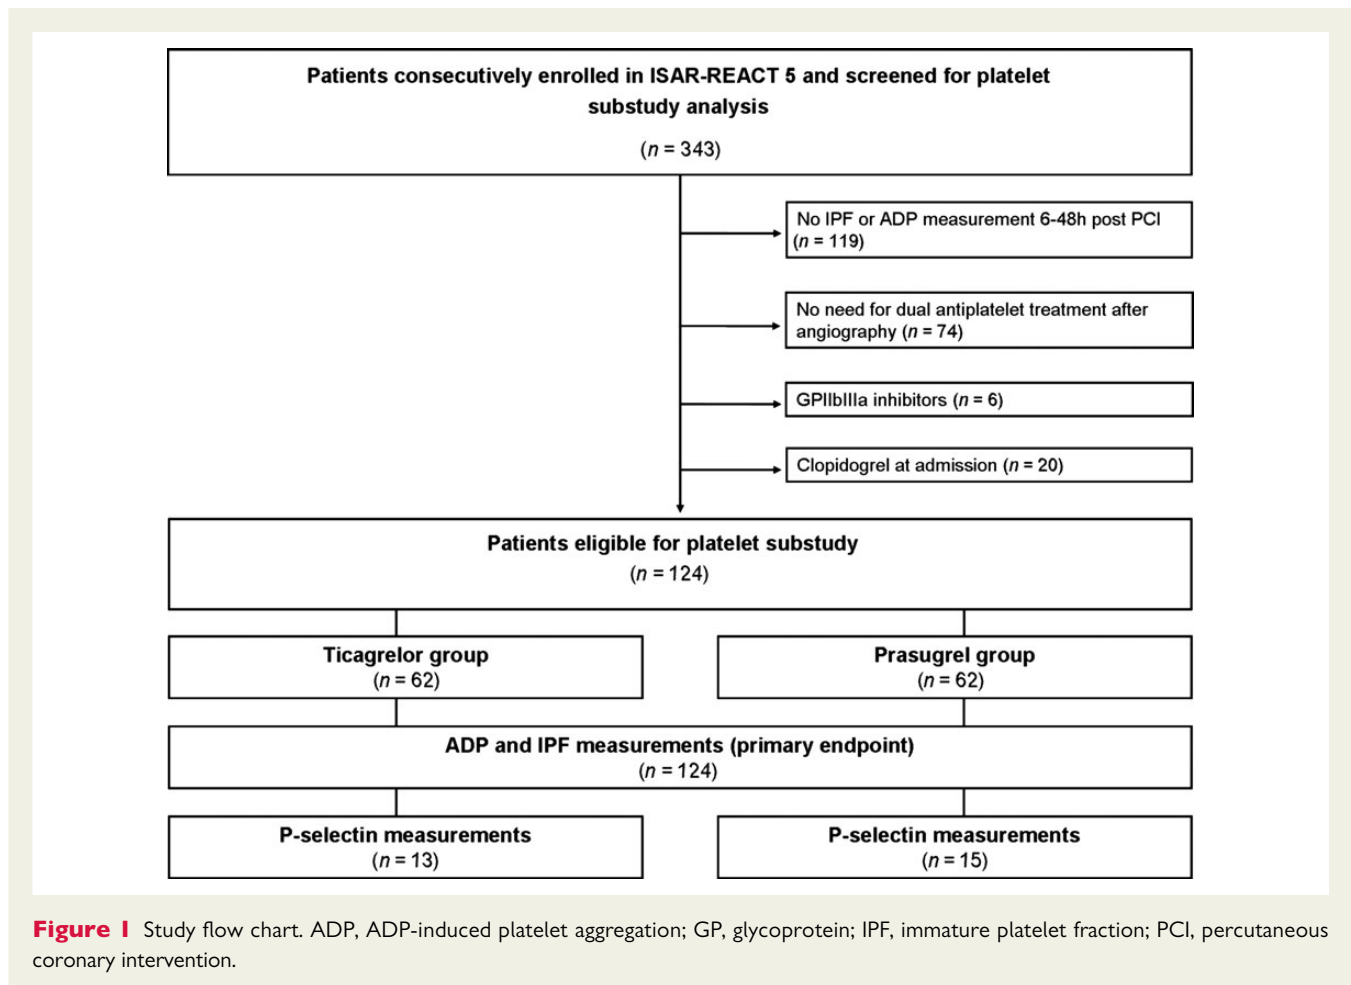 Patients consecutively enrolled in ISAR-REACT 5 and screened for platelet
substudy analysis
(n = 343)
No IPF or ADP measurement 6-48h post PCI
(n = 119)
No need for dual antiplatelet treatment after
angiography (n = 74)
GPIIbIIIa inhibitors (n = 6)
Clopidogrel at admission (n = 20)
Patients eligible for platelet substudy
(n = 124)
Ticagrelor group
(n = 62)
Prasugrel group
(n = 62)
ADP and IPF measurements (primary endpoint)
(n = 124)
P-selectin measurements
(n = 13)
P-selectin measurements
(n = 15)
Figure 1 Study flow chart. ADP, ADP-induced platelet aggregation; GP, glycoprotein; IPF, immature platelet fraction; PCI, percutaneous
coronary intervention.